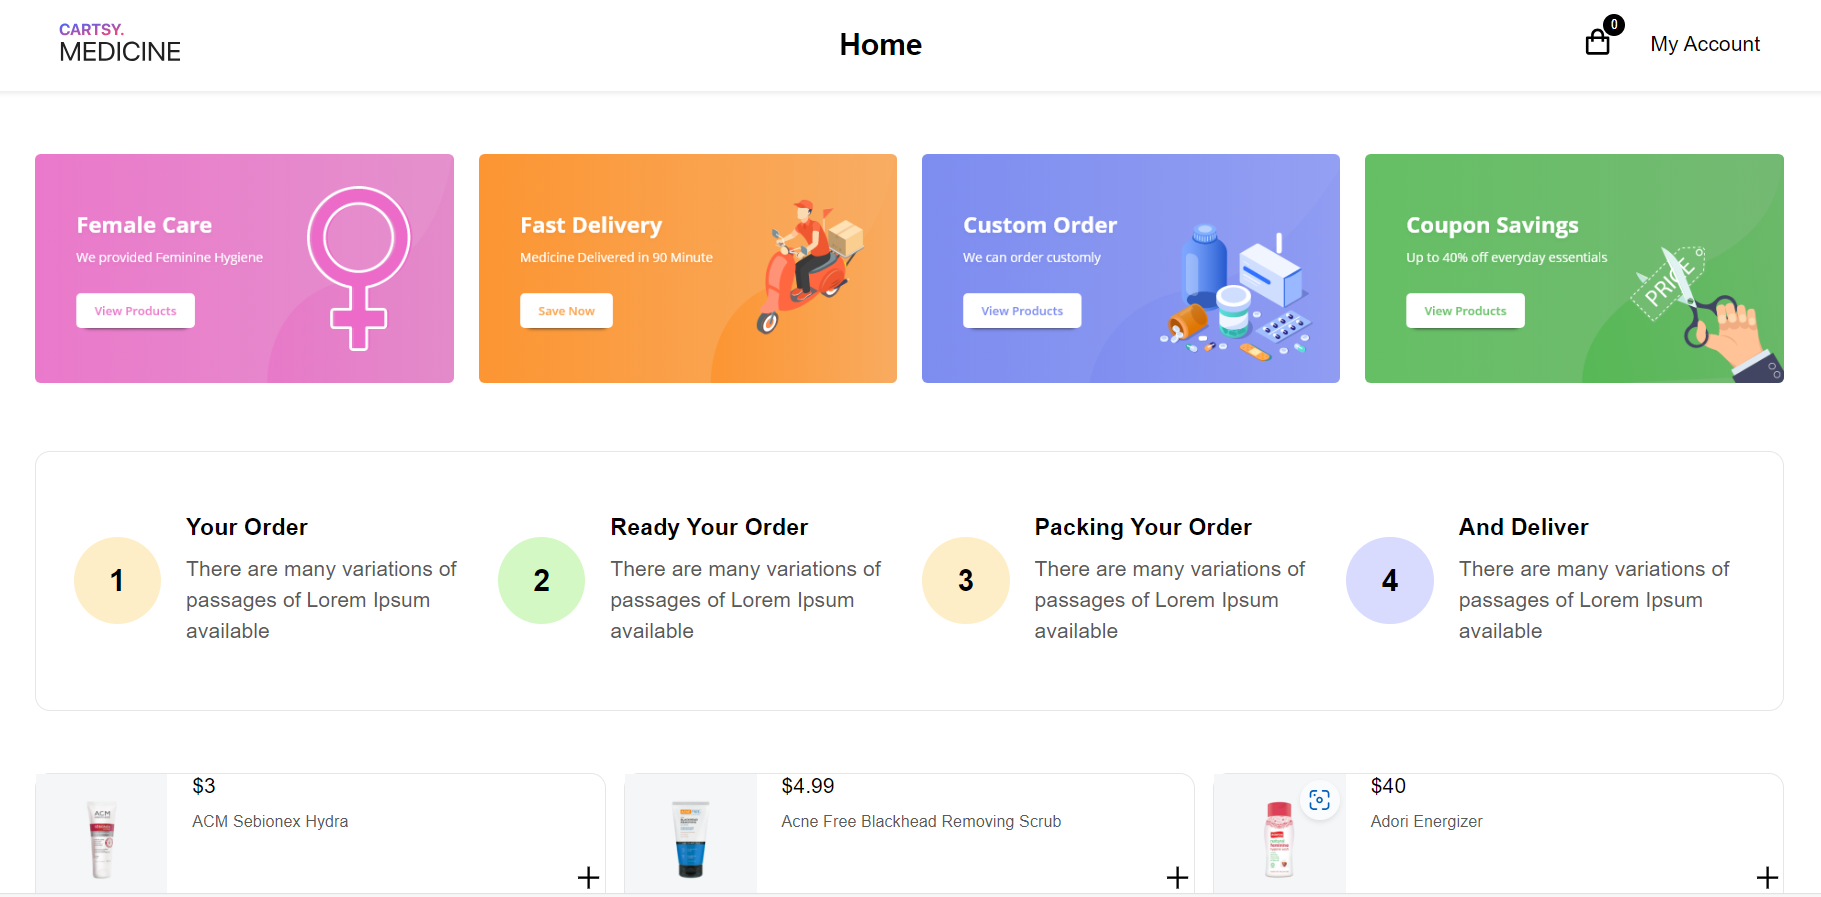 CARTSY.
MEDICINE
Home
0
My Account
Female Care
We provided Feminine Hygiene
View Products
Fast Delivery
Medicine Delivered in 90 Minute
Save Now
Custom Order
We can order customly
View Products
Coupon Savings
Up to 40% off everyday essentials
View Products
PRICE
1
Your Order
There are many variations of
passages of Lorem Ipsum
available
2
Ready Your Order
There are many variations of
passages of Lorem Ipsum
available
3
Packing Your Order
There are many variations of
passages of Lorem Ipsum
available
4
And Deliver
There are many variations of
passages of Lorem Ipsum
available
ACM
$3
ACM Sebionex Hydra
$4.99
Acne Free Blackhead Removing Scrub
$40
Adori Energizer